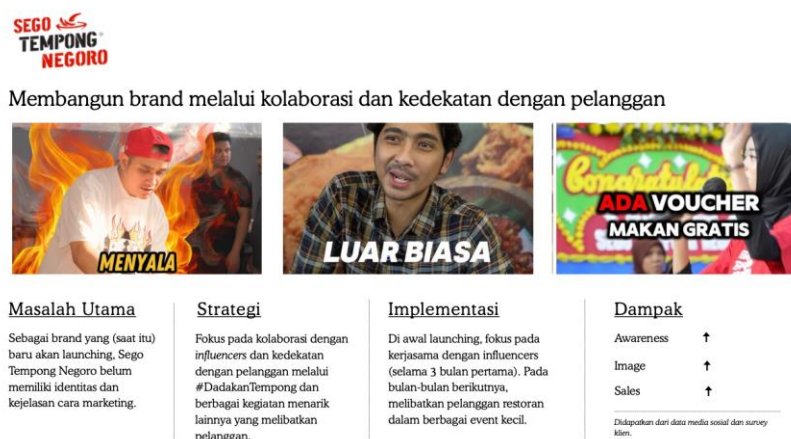 SEGO
TEMPONG
NEGORO
Membangun brand melalui kolaborasi dan kedekatan dengan pelanggan
MENYALA
LUAR BIASA
Congratulati
ADA VOUCHER
MAKAN GRATIS
Masalah Utama
Sebagai brand yang (saat itu)
baru akan launching, Sego
Tempong Negoro belum
memiliki identitas dan
kejelasan cara marketing.
Strategi
Fokus pada kolaborasi dengan
influencers dan kedekatan
dengan pelanggan melalui
#DadakanTempong dan
berbagai kegiatan menarik
lainnya yang melibatkan
pelanggan.
Implementasi
Di awal launching, fokus pada
kerjasama dengan influencers
(selama 3 bulan pertama). Pada
bulan-bulan berikutnya,
melibatkan pelanggan restoran
dalam berbagai event kecil.
Dampak
Awareness ↑
Image ↑
Sales ↑
Didapatkan dari data media sosial dan survey
klien.